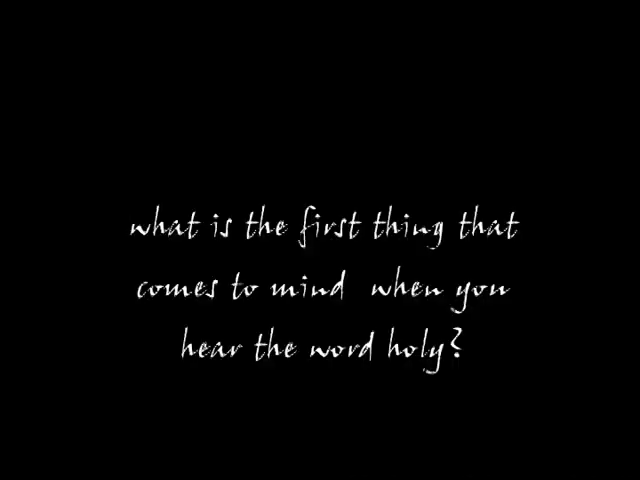 what is the first thing that
comes to mind when you
hear the word holy?